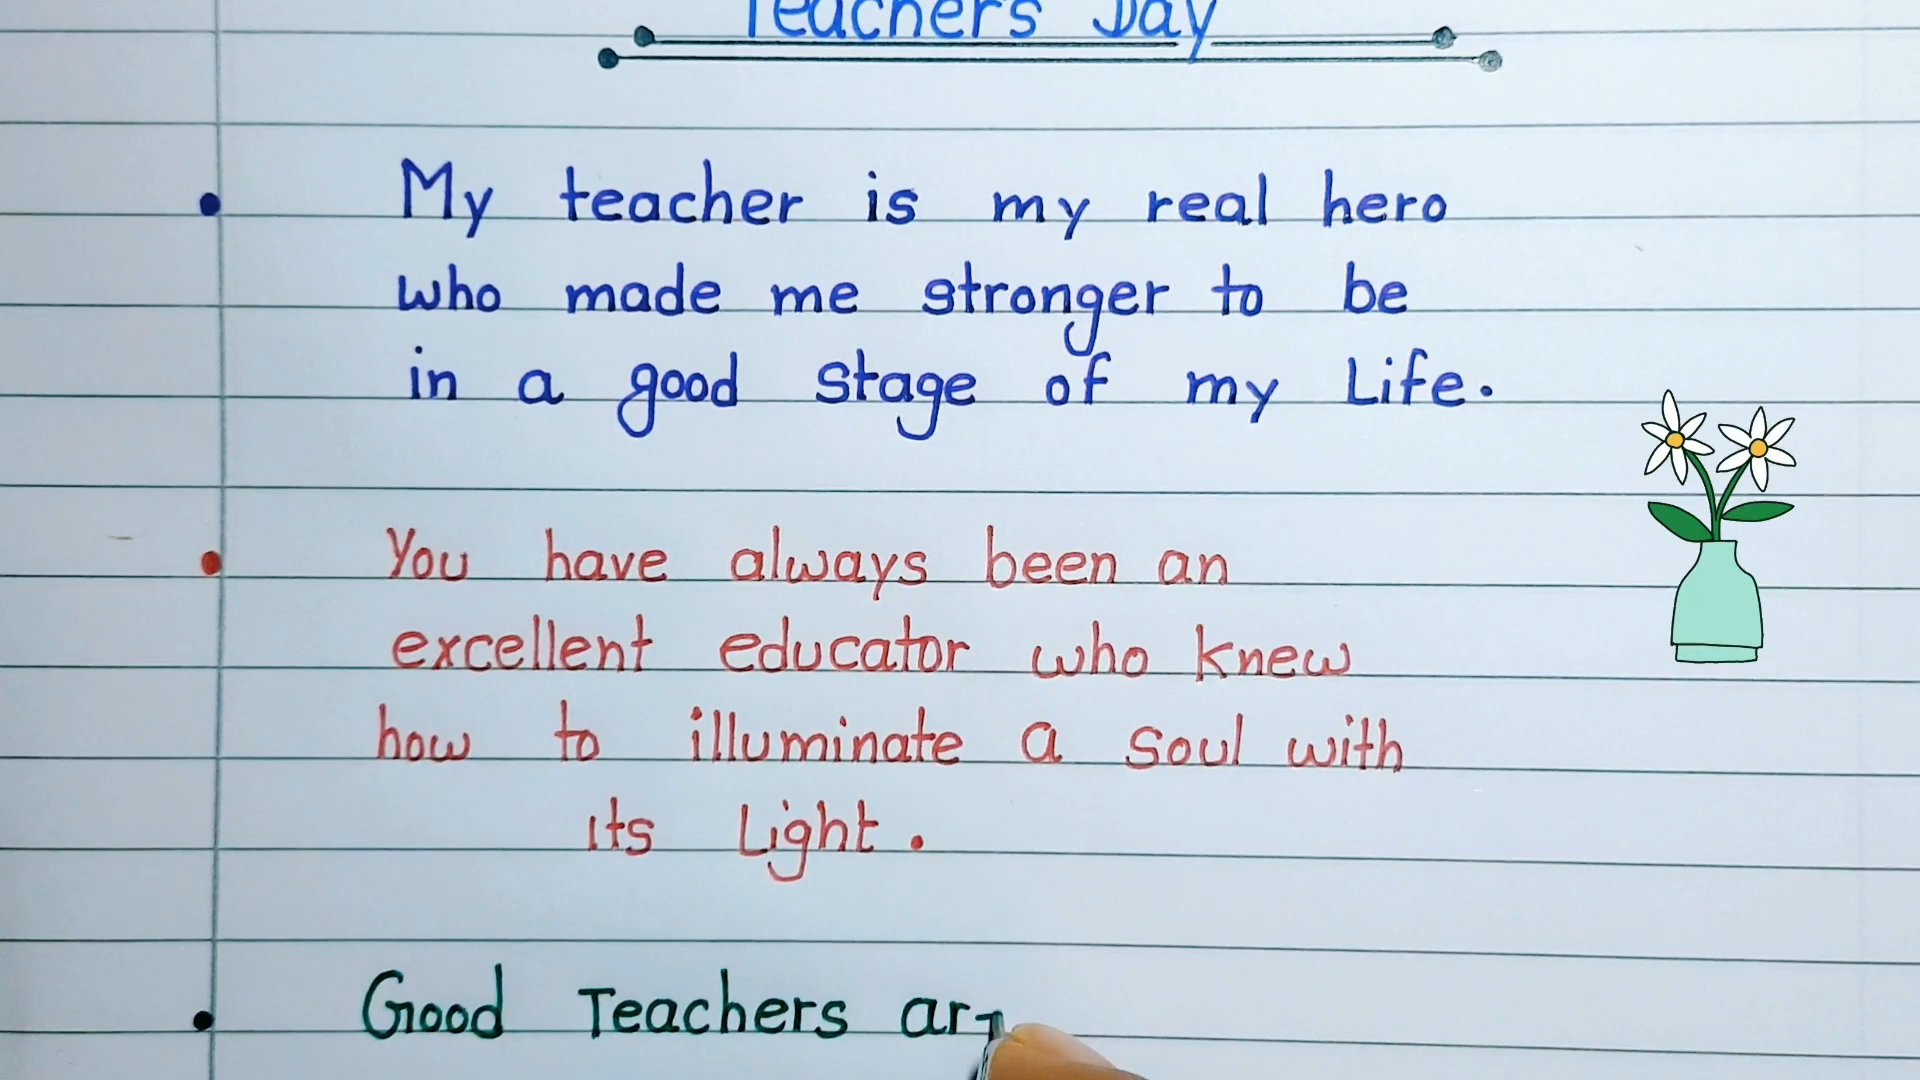 Teachers Day
My teacher is my real hero
who made me stronger to be
in a good stage of my Life.
You have always been an
excellent educator who knew
how to illuminate a soul with
its Light.
Good Teachers